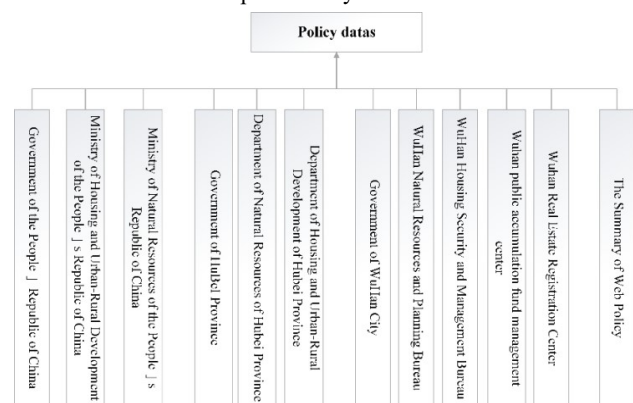 Policy datas
Government of the People｣ Republic of China
Ministry of Housing and Urban-Rural Development
of the People｣s Republic of China
Ministry of Natural Resources of the People｣s
Republic of China
Government of HuBei Province
Department of Natural Resources of Hubei Province
Department of Housing and Urban-Rural
Development of Hubei Province
Government of WuHan City
WuHan Natural Resources and Planning Bureau
WuHan Housing Security and Management Bureau
Wuhan public accumulation fund management
center
Wuhan Real Estate Registration Center
The Summary of Web Policy